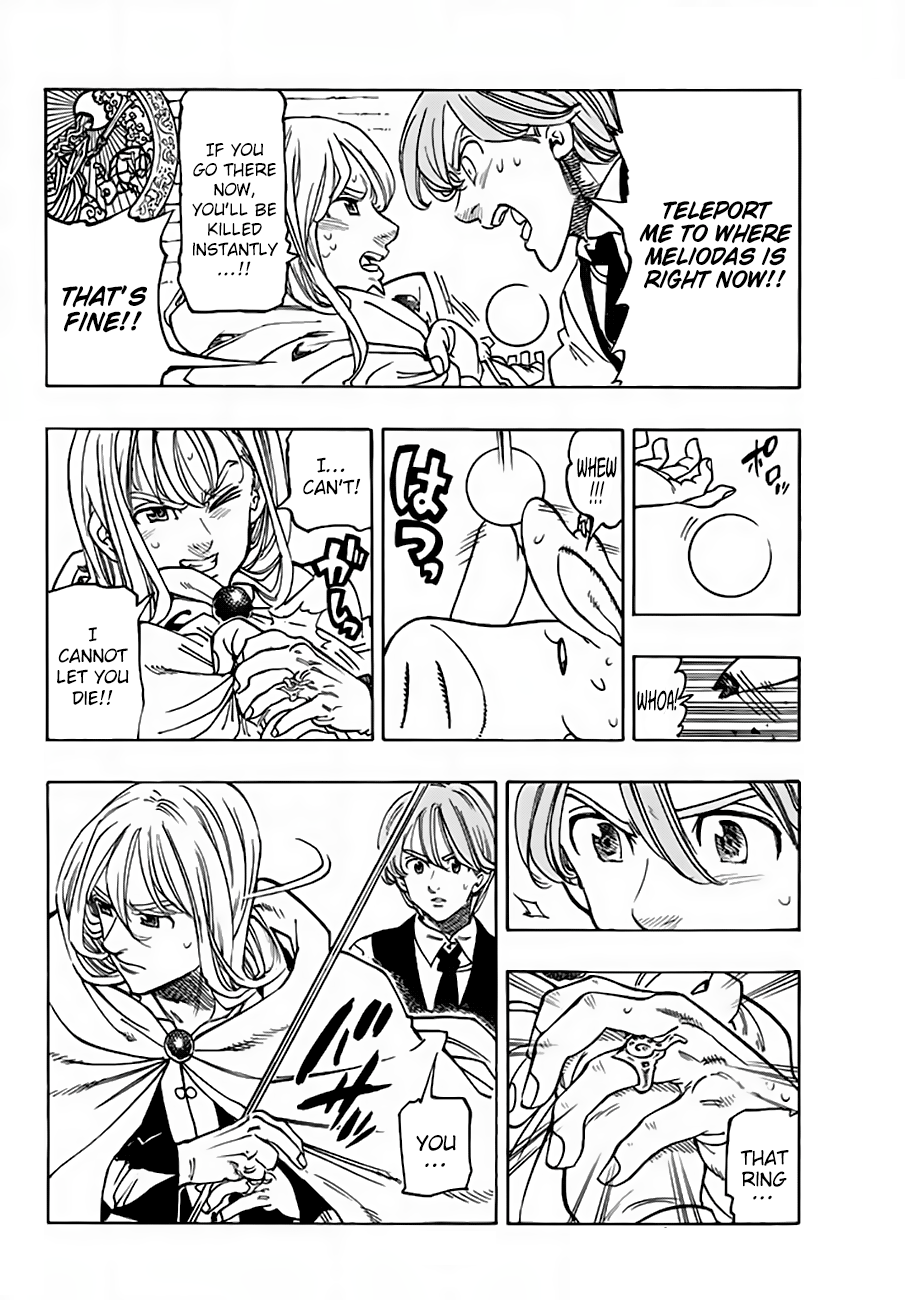 TELEPORT
ME TO WHERE
MELIODAS IS
RIGHT NOW!!
IF YOU
GO THERE
NOW,
YOU'LL BE
KILLED
INSTANTLY
...!!
THAT'S
FINE!!
ポロ
WHOA!
WHEW
!!!
はっ
I...
CAN'T!
がしっ
I
CANNOT
LET YOU
DIE!!
THAT
RING
...
バサッ
YOU
...